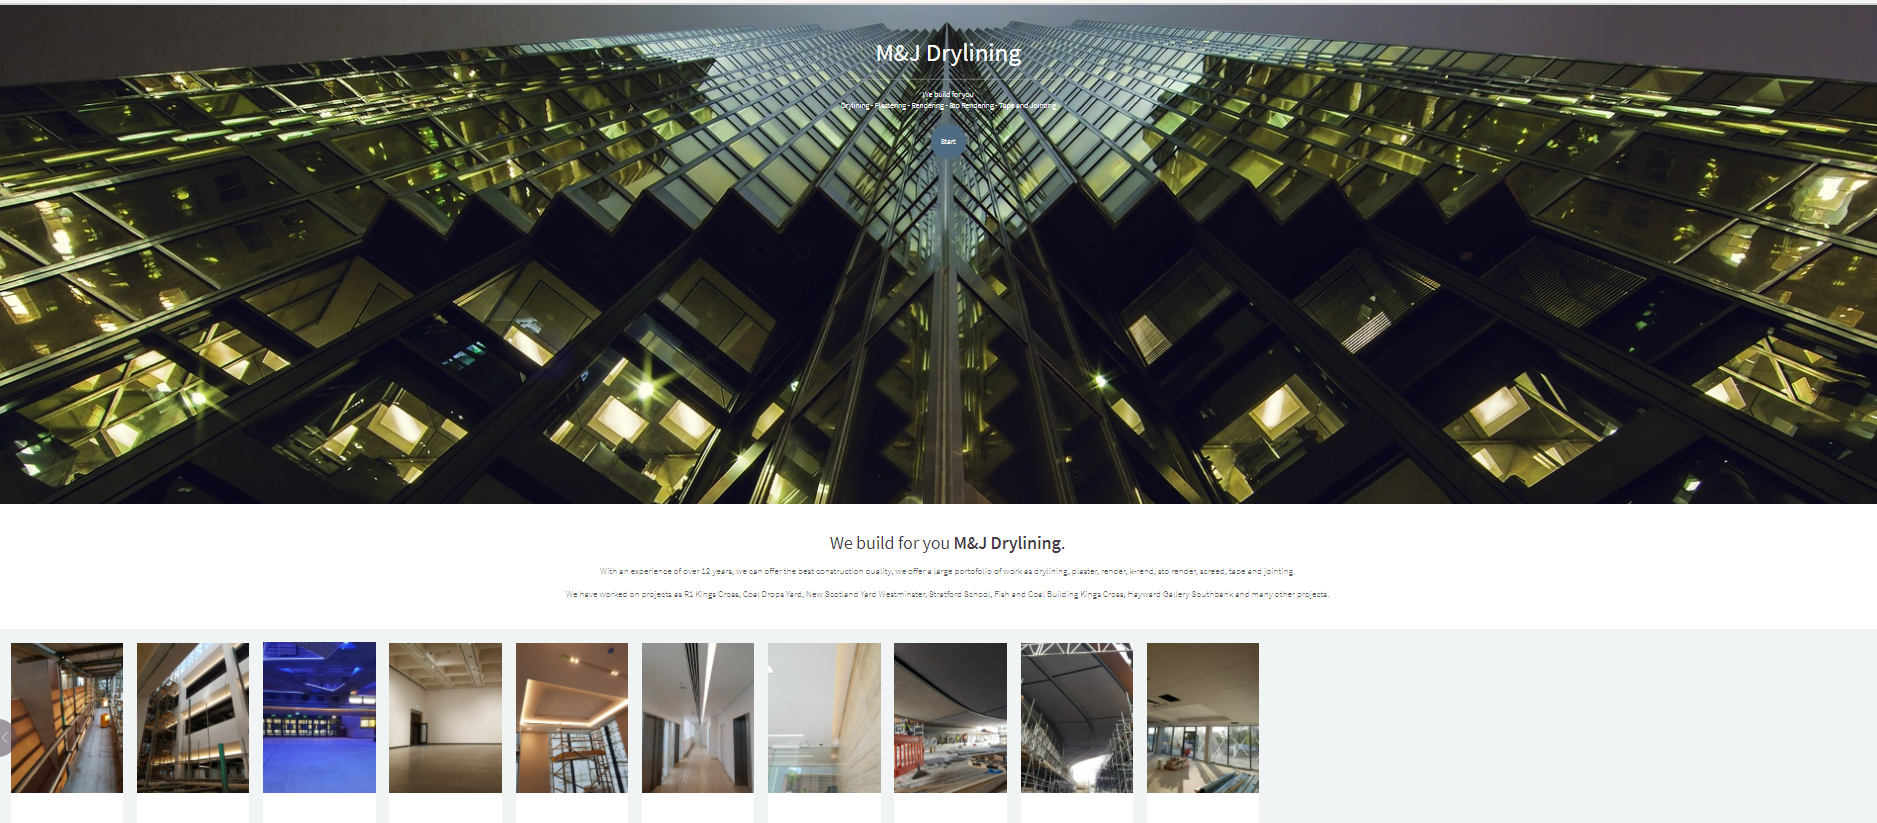 M&J Drylining
We build for you
Drylining - Plastering - Rendering - Sto Rendering - Tape and Jointing
Start
We build for you M&J Drylining.
With an experience of over 12 years, we can offer the best construction quality, we offer a large portofolio of work as drylining, plaster, render, k-rend, sto render, screed, tape and jointing.
We have worked on projects as R1 Kings Cross, Coal Drops Yard, New Scotland Yard Westminster, Stratford School, Fish and Coal Building Kings Cross, Hayward Gallery Southbank and many other projects.